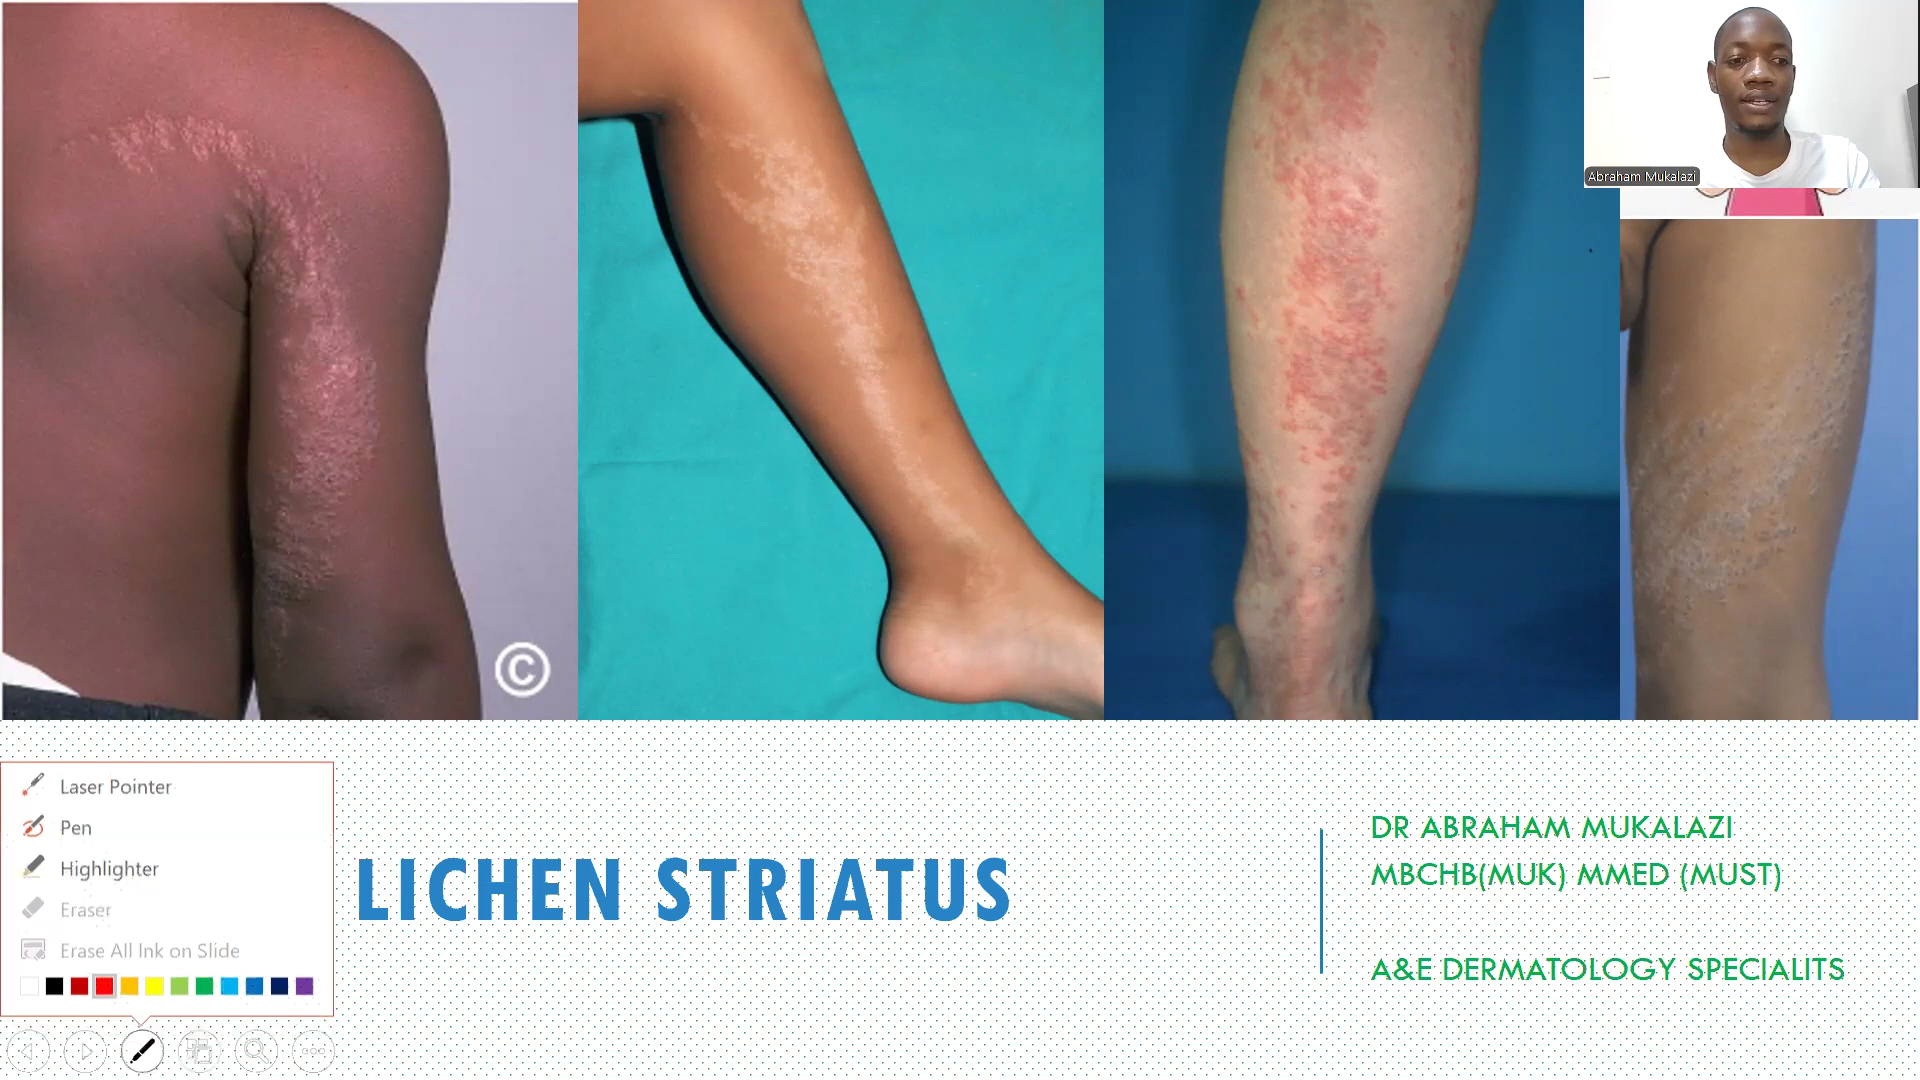 Abraham Mukalazi
©
Laser Pointer
Pen
Highlighter
Eraser
Erase All Ink on Slide
LICHEN STRIATUS
DR ABRAHAM MUKALAZI
MBCHB(MUK) MMED (MUST)
A&E DERMATOLOGY SPECIALITS